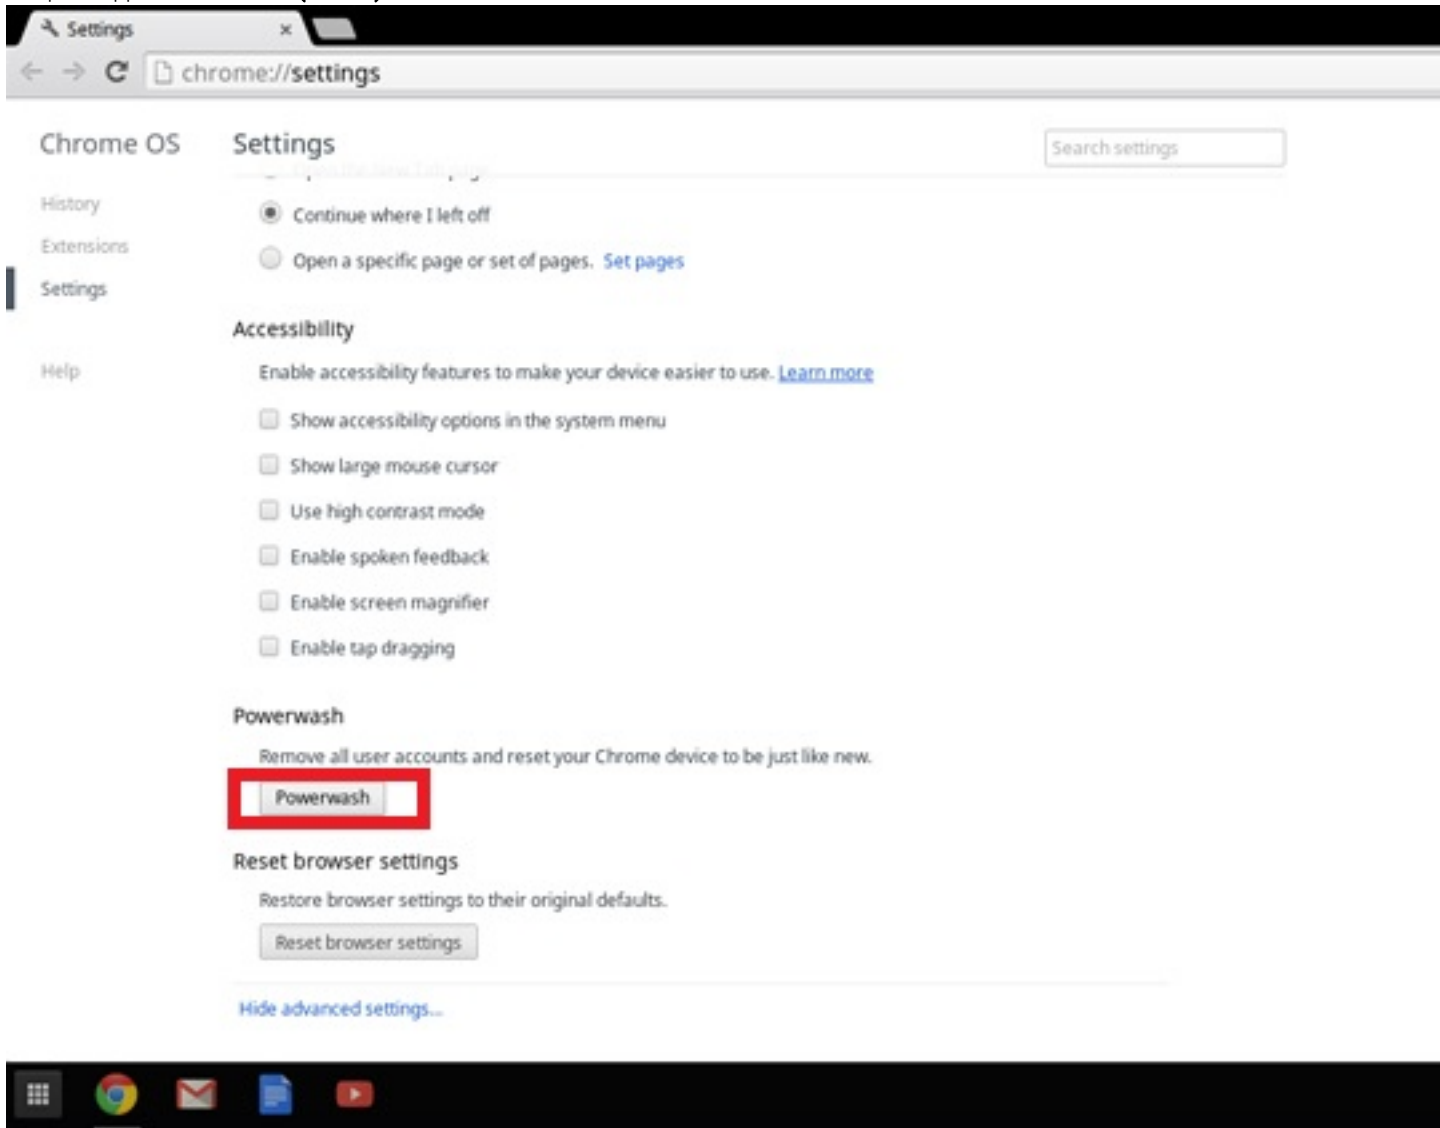 Settings
chrome://settings
Chrome OS
Settings
Search settings
History
Continue where I left off
Extensions
Open a specific page or set of pages. Set pages
Settings
Accessibility
Help
Enable accessibility features to make your device easier to use. Learn more
Show accessibility options in the system menu
Show large mouse cursor
Use high contrast mode
Enable spoken feedback
Enable screen magnifier
Enable tap dragging
Powerwash
Remove all user accounts and reset your Chrome device to be just like new.
Powerwash
Reset browser settings
Restore browser settings to their original defaults.
Reset browser settings
Hide advanced settings...